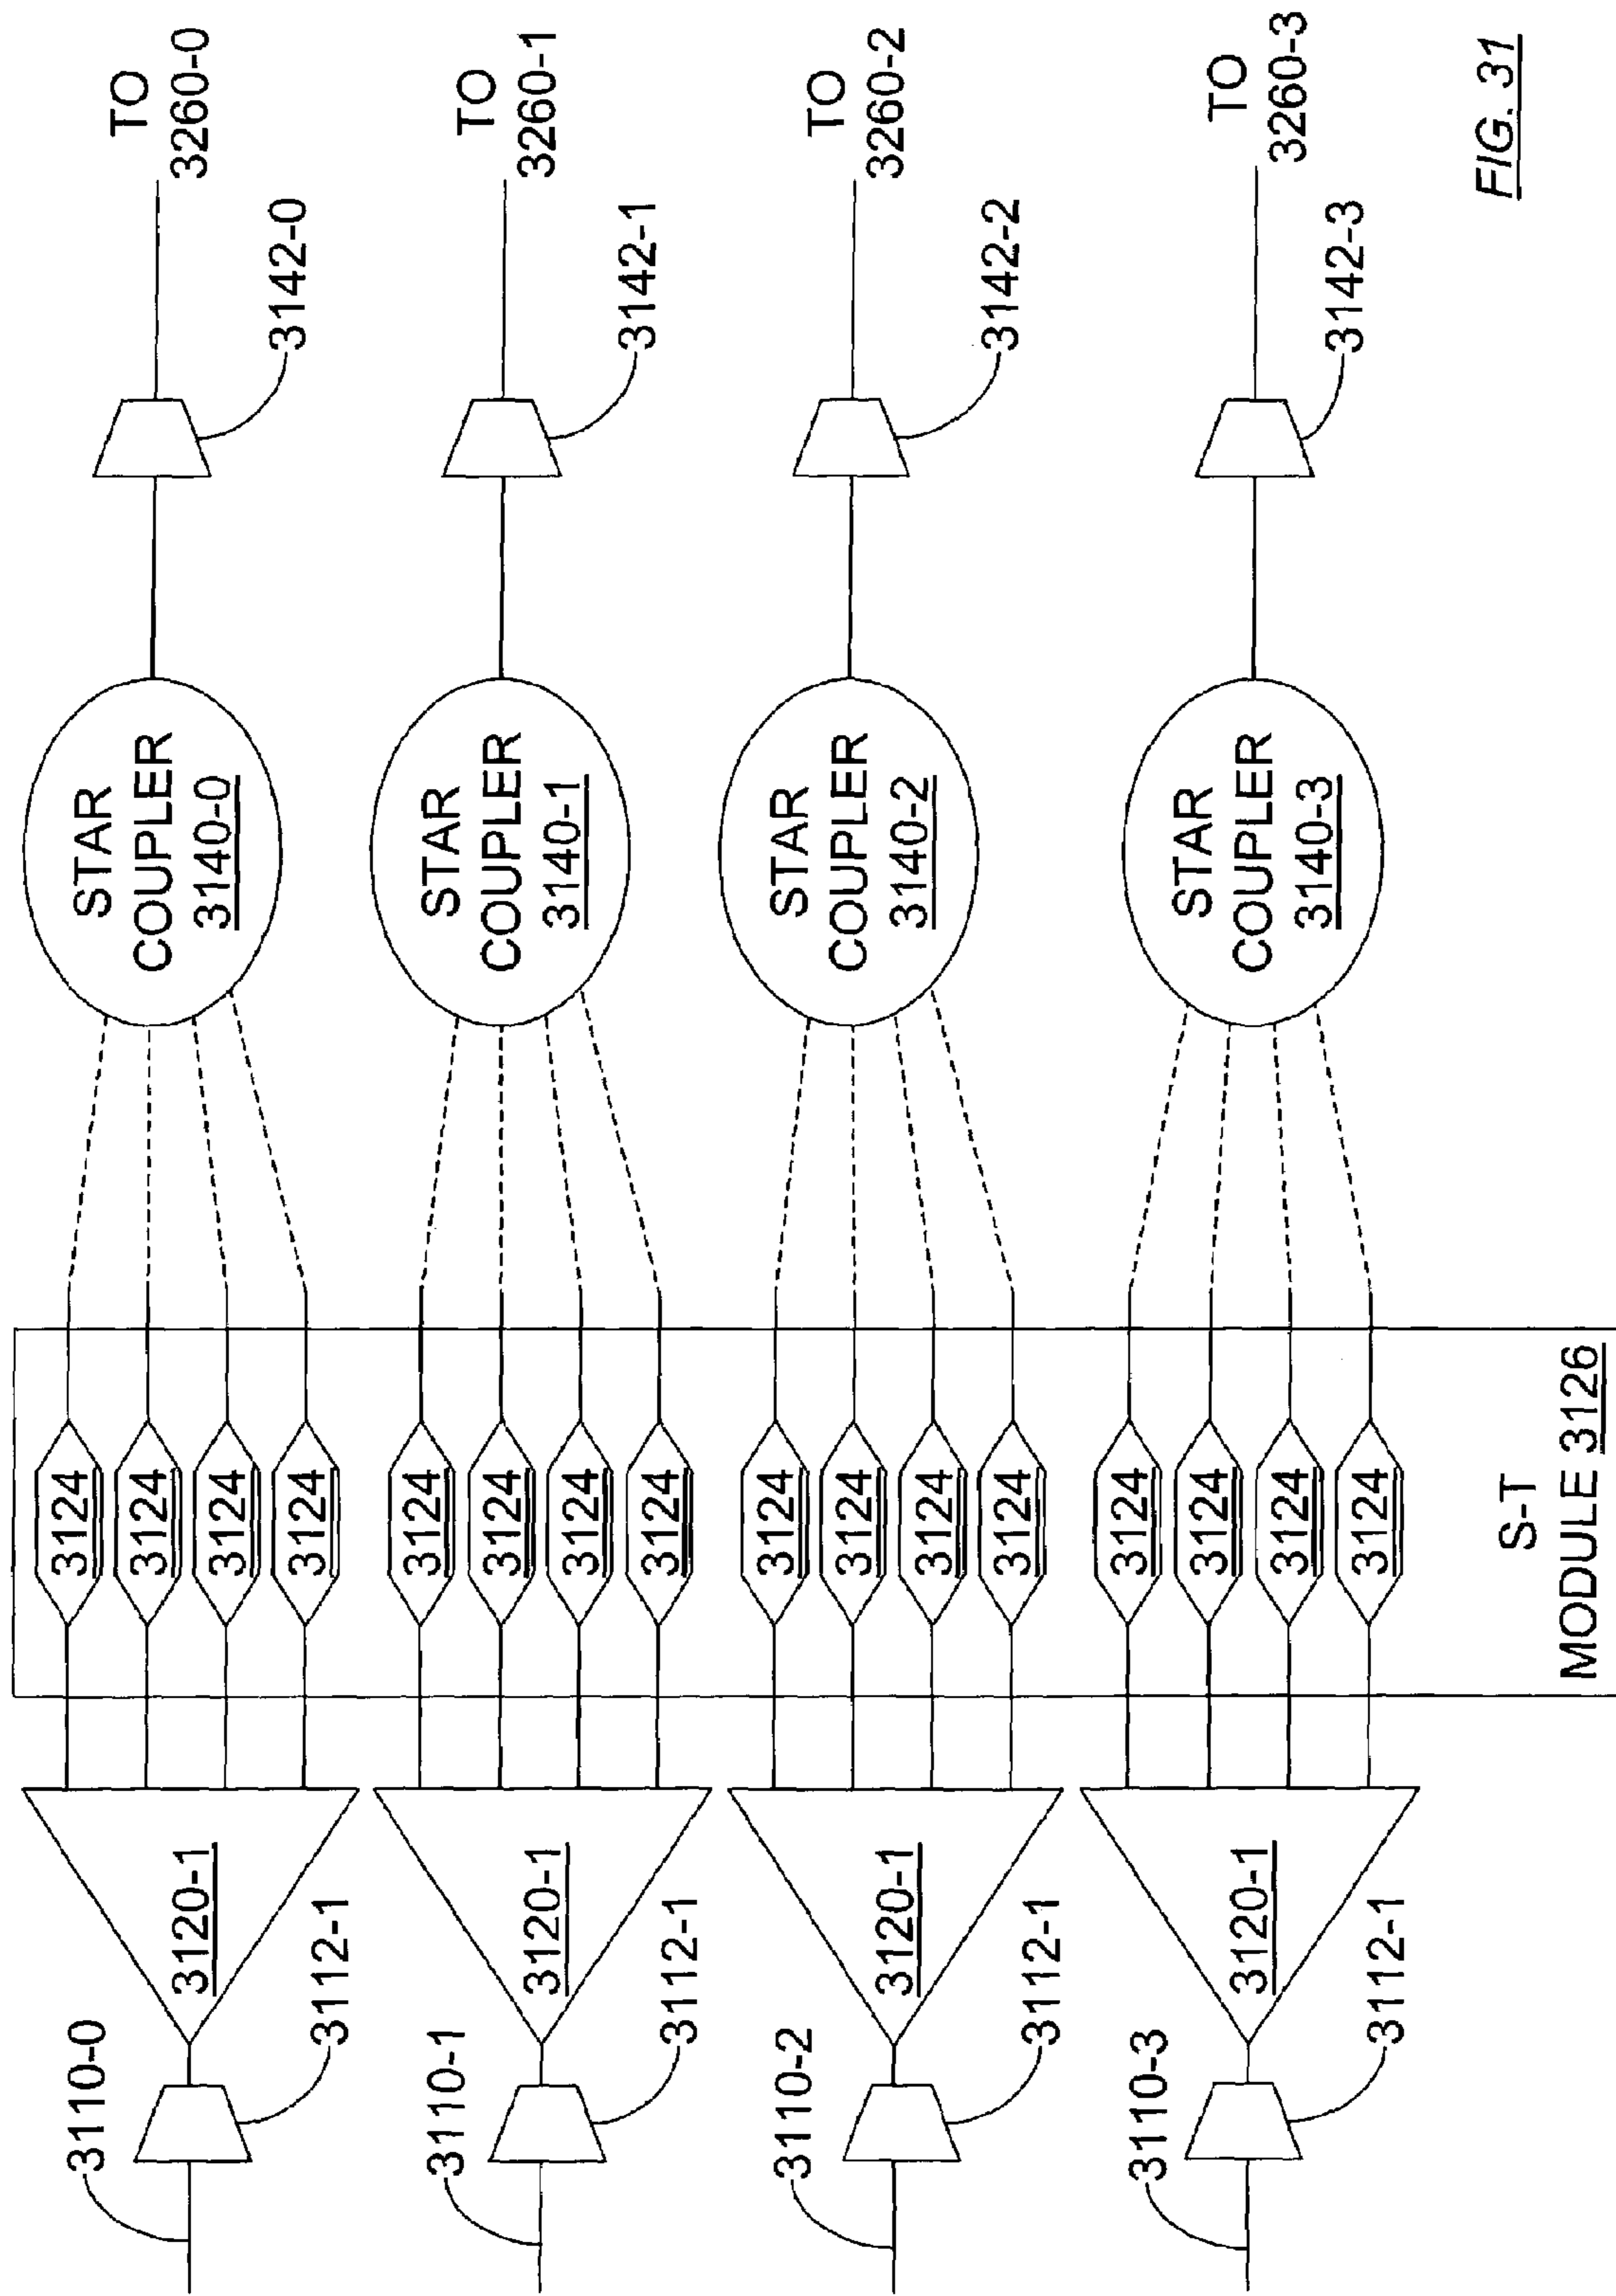 3110-0
3112-1
3120-1
3124
3124
3124
3124
STAR
COUPLER
3140-0
3142-0
TO
3260-0
3110-1
3112-1
3120-1
3124
3124
3124
3124
STAR
COUPLER
3140-1
3142-1
TO
3260-1
3110-2
3112-1
3120-1
3124
3124
3124
3124
STAR
COUPLER
3140-2
3142-2
TO
3260-2
3110-3
3112-1
3120-1
3124
3124
3124
3124
STAR
COUPLER
3140-3
3142-3
TO
3260-3
S-T
MODULE 3126
FIG. 31